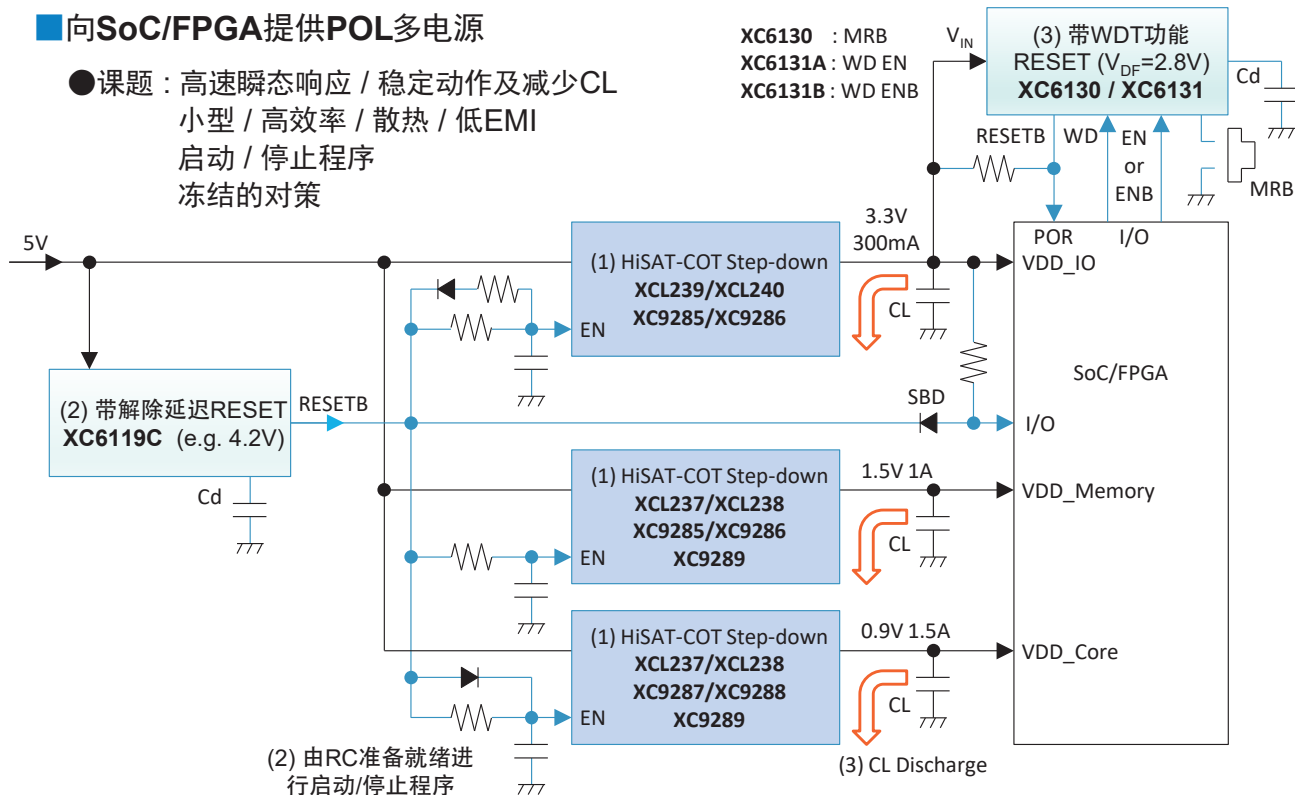 ■向SoC/FPGA提供POL多电源
●课题：高速瞬态响应 / 稳定动作及减少CL
小型 / 高效率 / 散热 / 低EMI
启动 / 停止程序
冻结的对策
XC6130 : MRB
XC6131A : WD EN
XC6131B : WD ENB
VIN
(3) 带WDT功能
RESET (VDF=2.8V)
XC6130 / XC6131
Cd
RESETB
WD
EN
or
ENB
MRB
5V
(1) HiSAT-COT Step-down
XCL239/XCL240
XC9285/XC9286
EN
3.3V
300mA
CL
POR
I/O
VDD_IO
SoC/FPGA
(2) 带解除延迟RESET
XC6119C (e.g. 4.2V)
RESETB
Cd
SBD
I/O
(1) HiSAT-COT Step-down
XCL237/XCL238
XC9285/XC9286
XC9289
EN
1.5V 1A
CL
VDD_Memory
(1) HiSAT-COT Step-down
XCL237/XCL238
XC9287/XC9288
XC9289
EN
0.9V 1.5A
CL
VDD_Core
(2) 由RC准备就绪进
行启动/停止程序
(3) CL Discharge